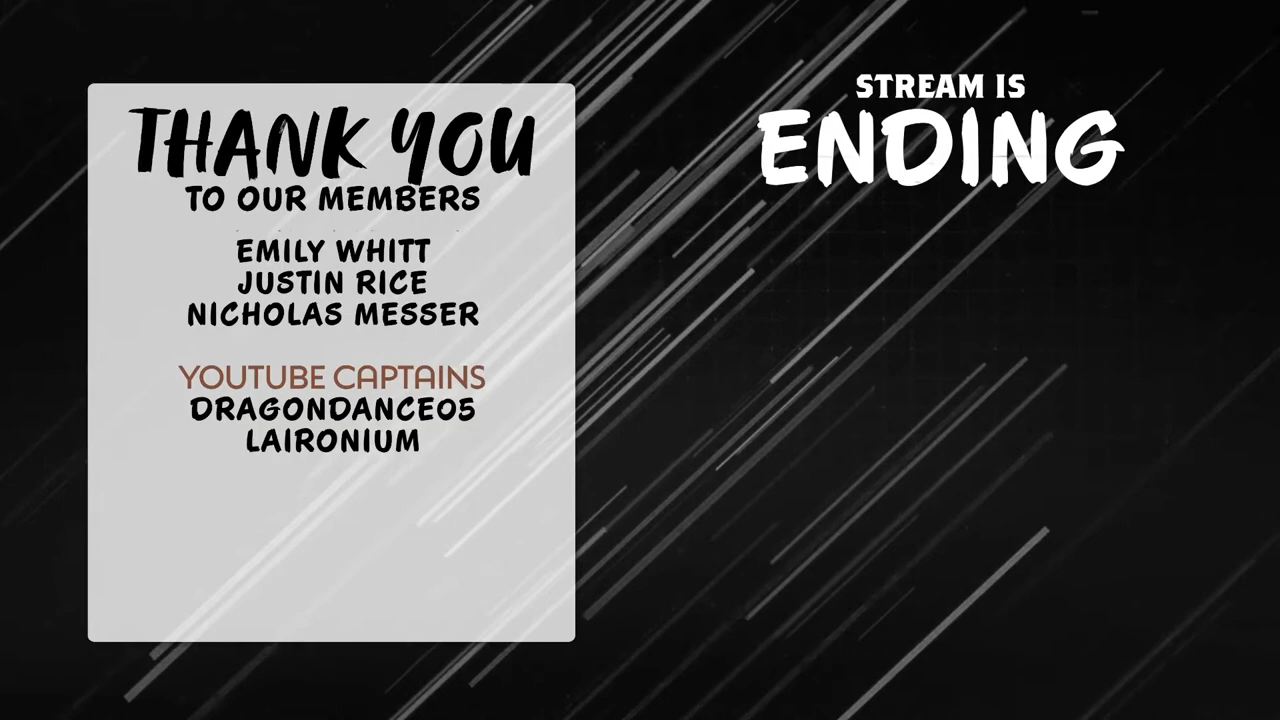 THANK YOU
TO OUR MEMBERS
EMILY WHITT
JUSTIN RICE
NICHOLAS MESSER
YOUTUBE CAPTAINS
DRAGONDANCE05
LAIRONIUM
STREAM IS
ENDING